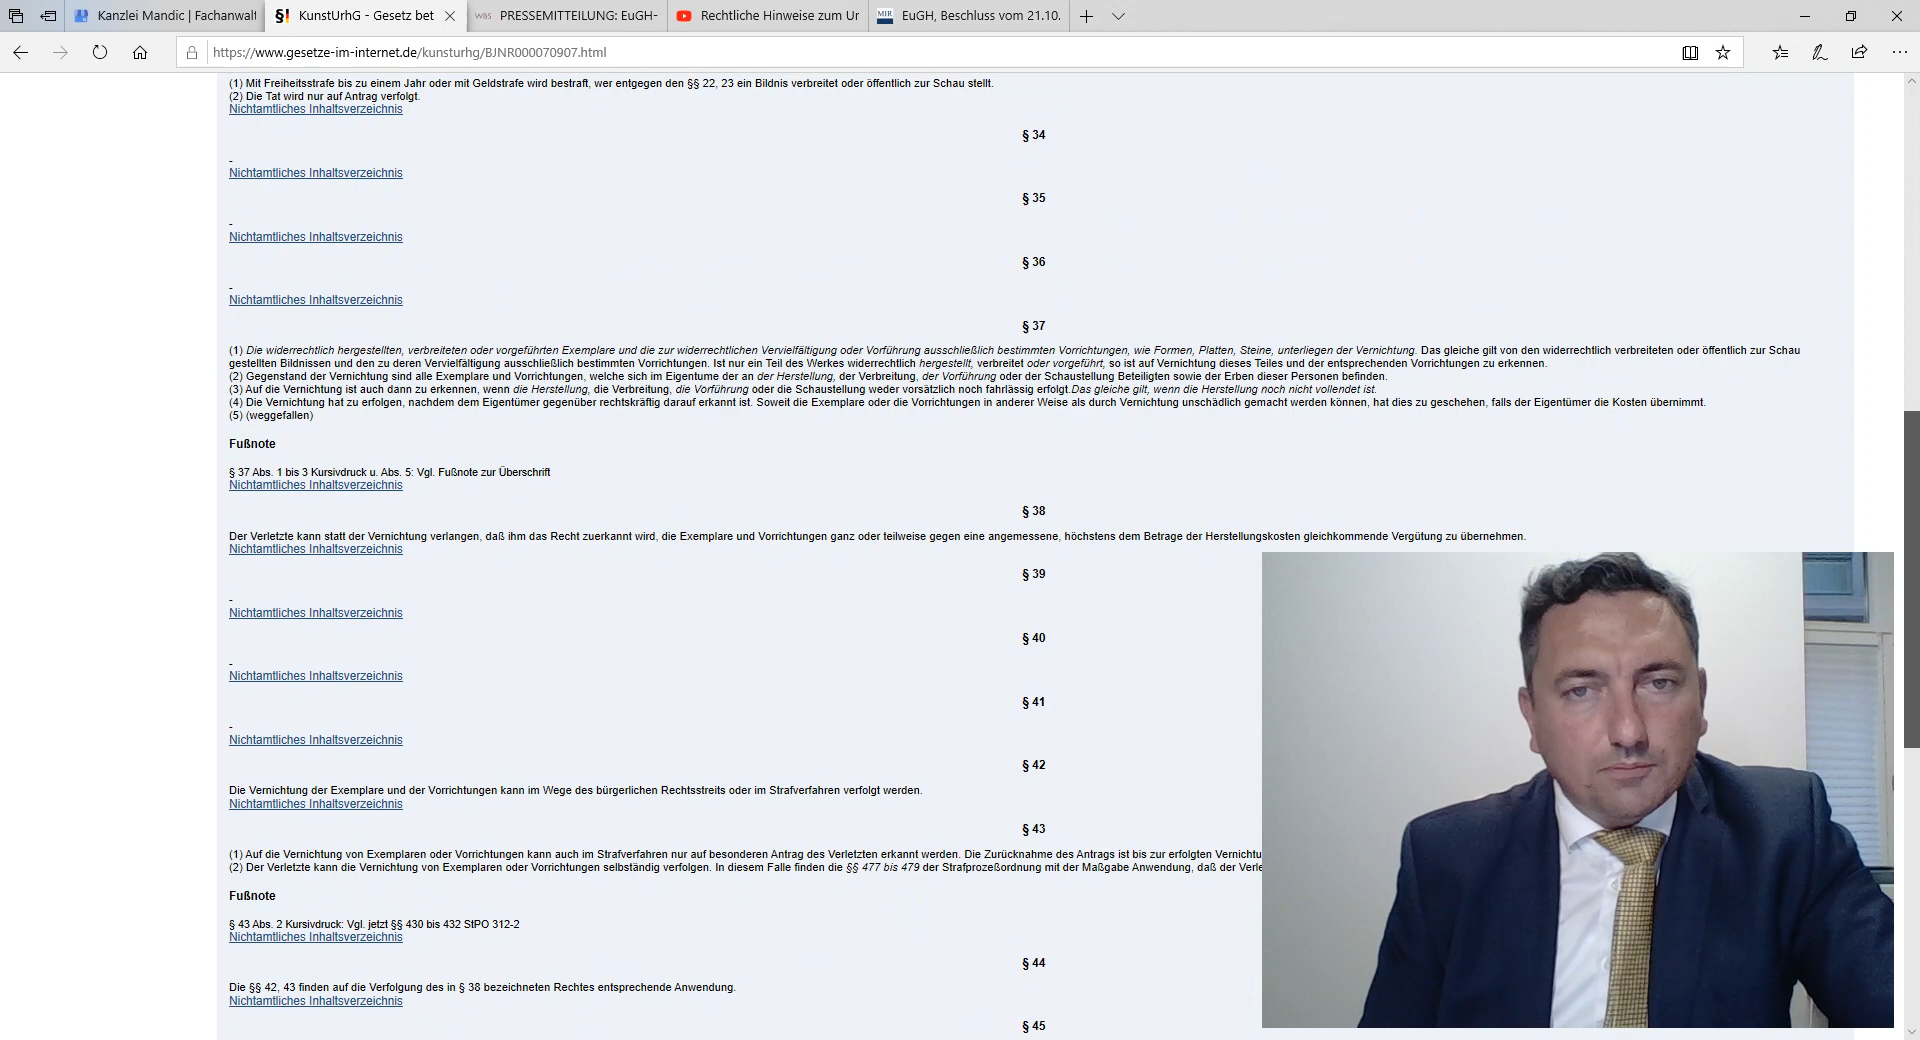 Kanzlei Mandic | Fachanwalt
KunstUrhG - Gesetz bet
WBS PRESSEMITTEILUNG: EuGH-
Rechtliche Hinweise zum Ur
MIR EuGH, Beschluss vom 21.10.
https://www.gesetze-im-internet.de/kunsturhg/BJNR000070907.html
(1) Mit Freiheitsstrafe bis zu einem Jahr oder mit Geldstrafe wird bestraft, wer entgegen den §§ 22, 23 ein Bildnis verbreitet oder öffentlich zur Schau stellt.
(2) Die Tat wird nur auf Antrag verfolgt.
Nichtamtliches Inhaltsverzeichnis
§ 34
-
Nichtamtliches Inhaltsverzeichnis
§ 35
-
Nichtamtliches Inhaltsverzeichnis
§ 36
-
Nichtamtliches Inhaltsverzeichnis
§ 37
(1) Die widerrechtlich hergestellten, verbreiteten oder vorgeführten Exemplare und die zur widerrechtlichen Vervielfältigung oder Vorführung ausschließlich bestimmten Vorrichtungen, wie Formen, Platten, Steine, unterliegen der Vernichtung. Das gleiche gilt von den widerrechtlich verbreiteten oder öffentlich zur Schau
gestellten Bildnissen und den zu deren Vervielfältigung ausschließlich bestimmten Vorrichtungen. Ist nur ein Teil des Werkes widerrechtlich hergestellt, verbreitet oder vorgeführt, so ist auf Vernichtung dieses Teiles und der entsprechenden Vorrichtungen zu erkennen.
(2) Gegenstand der Vernichtung sind alle Exemplare und Vorrichtungen, welche sich im Eigentume der an der Herstellung, der Verbreitung, der Vorführung oder der Schaustellung Beteiligten sowie der Erben dieser Personen befinden.
(3) Auf die Vernichtung ist auch dann zu erkennen, wenn die Herstellung, die Verbreitung, die Vorführung oder die Schaustellung weder vorsätzlich noch fahrlässig erfolgt.Das gleiche gilt, wenn die Herstellung noch nicht vollendet ist.
(4) Die Vernichtung hat zu erfolgen, nachdem dem Eigentümer gegenüber rechtskräftig darauf erkannt ist. Soweit die Exemplare oder die Vorrichtungen in anderer Weise als durch Vernichtung unschädlich gemacht werden können, hat dies zu geschehen, falls der Eigentümer die Kosten übernimmt.
(5) (weggefallen)
Fußnote
§ 37 Abs. 1 bis 3 Kursivdruck u. Abs. 5: Vgl. Fußnote zur Überschrift
Nichtamtliches Inhaltsverzeichnis
§ 38
Der Verletzte kann statt der Vernichtung verlangen, daß ihm das Recht zuerkannt wird, die Exemplare und Vorrichtungen ganz oder teilweise gegen eine angemessene, höchstens dem Betrage der Herstellungskosten gleichkommende Vergütung zu übernehmen.
Nichtamtliches Inhaltsverzeichnis
§ 39
-
Nichtamtliches Inhaltsverzeichnis
§ 40
-
Nichtamtliches Inhaltsverzeichnis
§ 41
-
Nichtamtliches Inhaltsverzeichnis
§ 42
Die Vernichtung der Exemplare und der Vorrichtungen kann im Wege des bürgerlichen Rechtsstreits oder im Strafverfahren verfolgt werden.
Nichtamtliches Inhaltsverzeichnis
§ 43
(1) Auf die Vernichtung von Exemplaren oder Vorrichtungen kann auch im Strafverfahren nur auf besonderen Antrag des Verletzten erkannt werden. Die Zurücknahme des Antrags ist bis zur erfolgten Vernichtu
(2) Der Verletzte kann die Vernichtung von Exemplaren oder Vorrichtungen selbständig verfolgen. In diesem Falle finden die §§ 477 bis 479 der Strafprozeßordnung mit der Maßgabe Anwendung, daß der Verle
Fußnote
§ 43 Abs. 2 Kursivdruck: Vgl. jetzt §§ 430 bis 432 StPO 312-2
Nichtamtliches Inhaltsverzeichnis
§ 44
Die §§ 42, 43 finden auf die Verfolgung des in § 38 bezeichneten Rechtes entsprechende Anwendung.
Nichtamtliches Inhaltsverzeichnis
§ 45